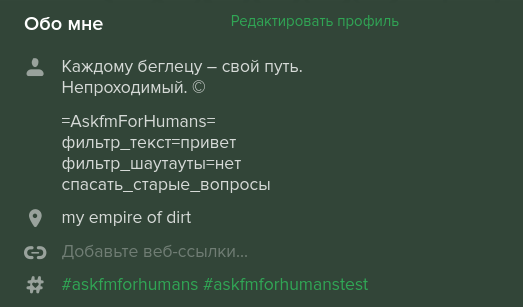 Обо мне
Редактировать профиль
Каждому беглецу – свой путь.
Непроходимый. ©
=AskfmForHumans=
фильтр_текст=привет
фильтр_шаутауты=нет
спасать_старые_вопросы
my empire of dirt
Добавьте веб-ссылки...
#askfmforhumans #askfmforhumanstest